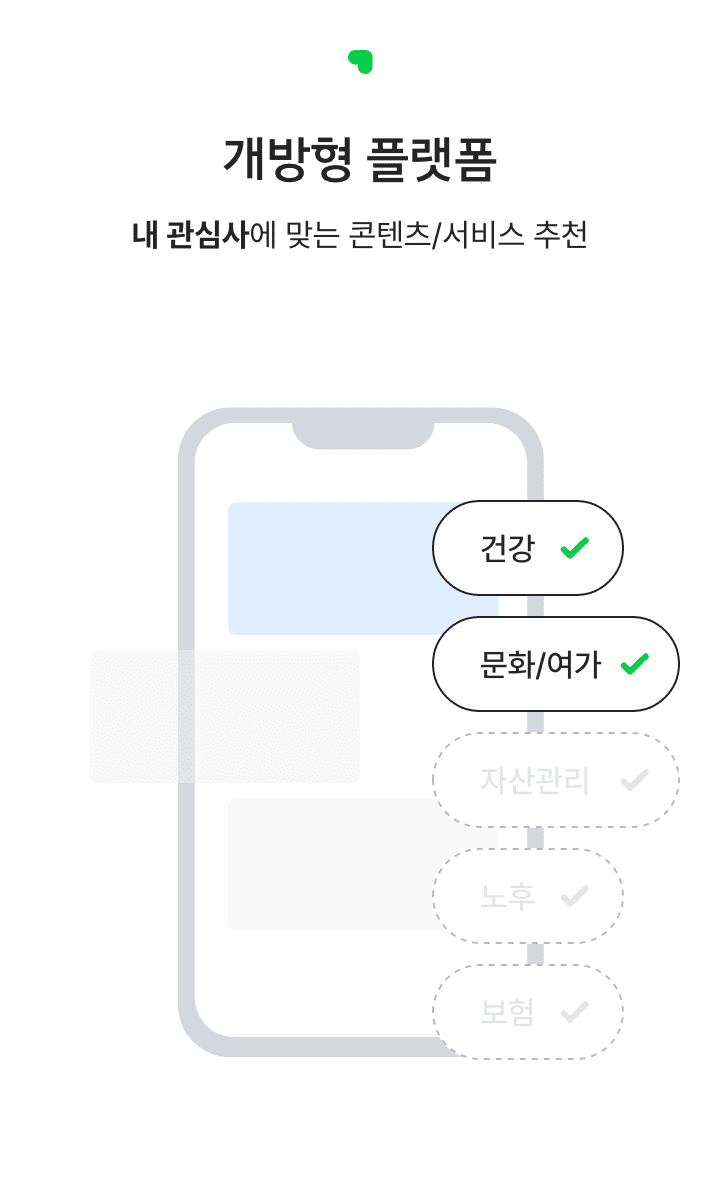 개방형 플랫폼
내 관심사에 맞는 콘텐츠/서비스 추천
건강
문화/여가
자산관리
노후
보험